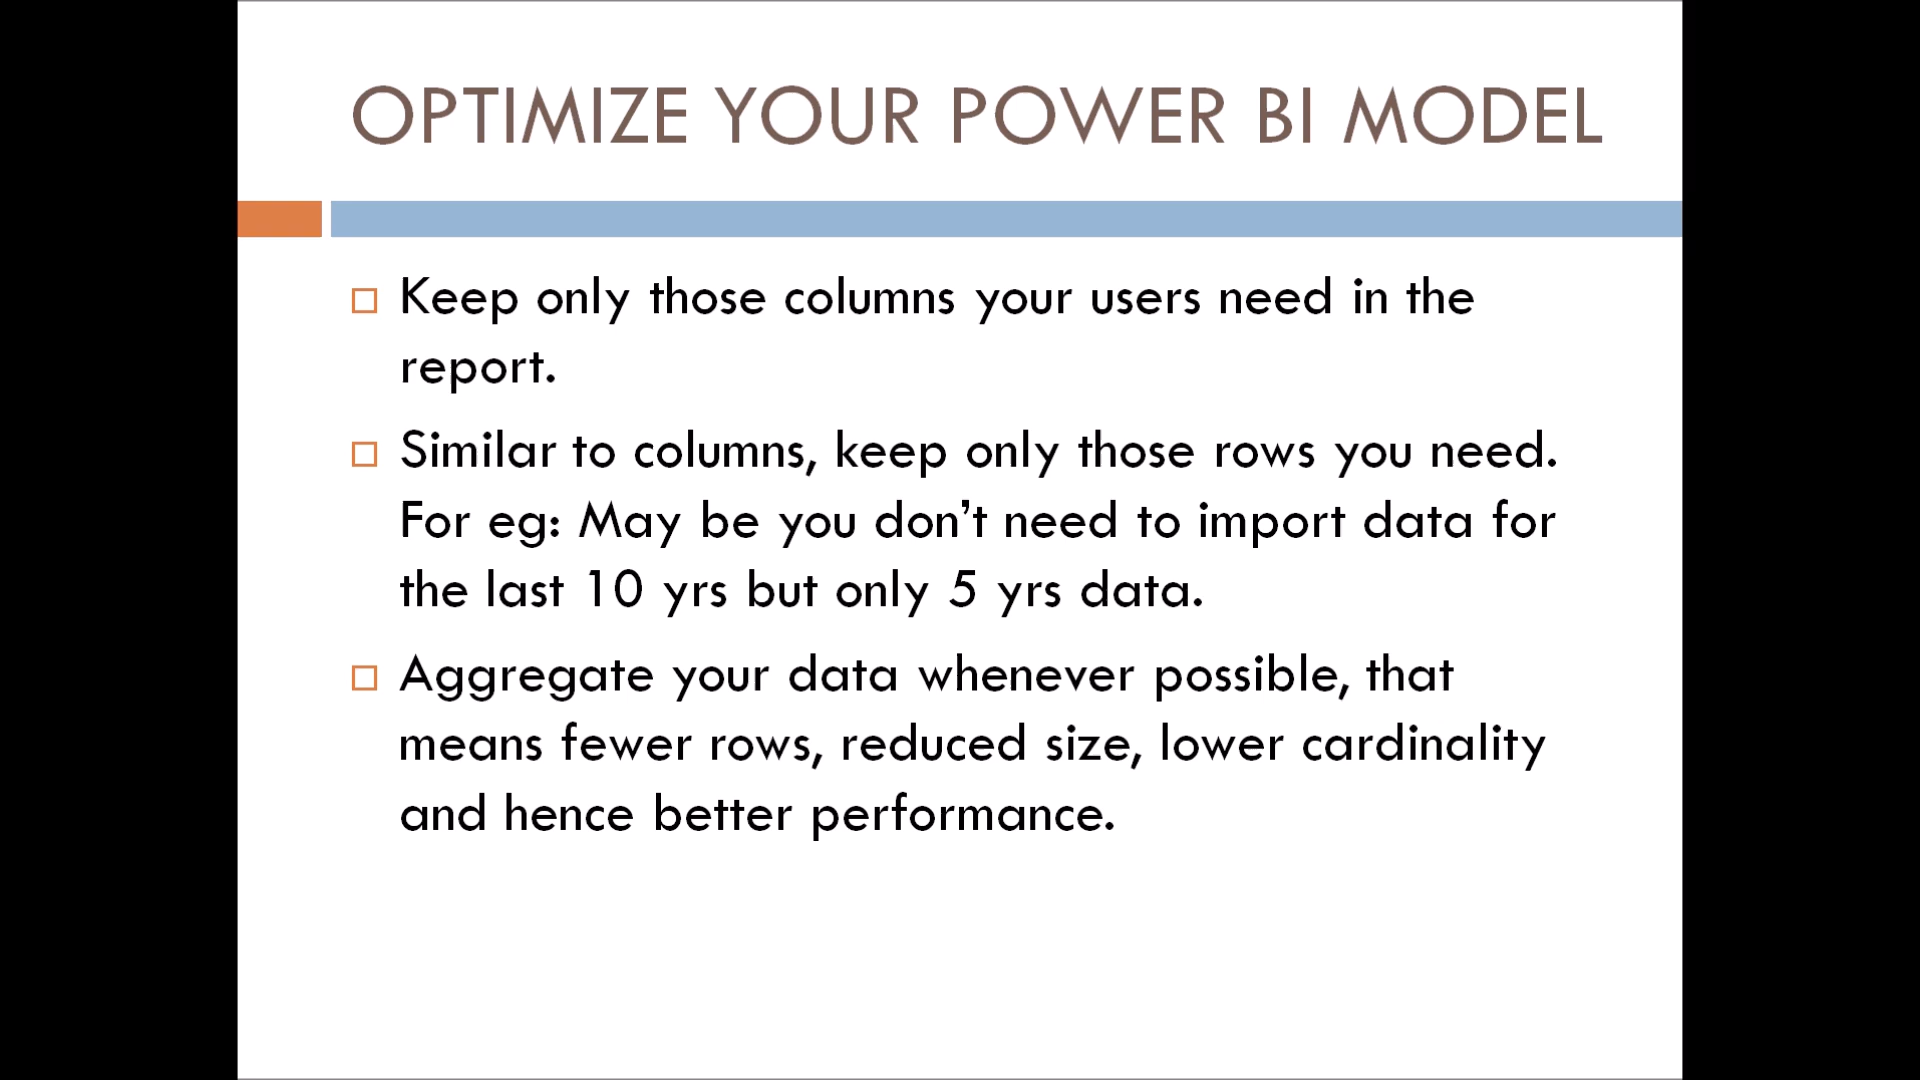 OPTIMIZE YOUR POWER BI MODEL
Keep only those columns your users need in the
report.
Similar to columns, keep only those rows you need.
For eg: May be you don’t need to import data for
the last 10 yrs but only 5 yrs data.
Aggregate your data whenever possible, that
means fewer rows, reduced size, lower cardinality
and hence better performance.